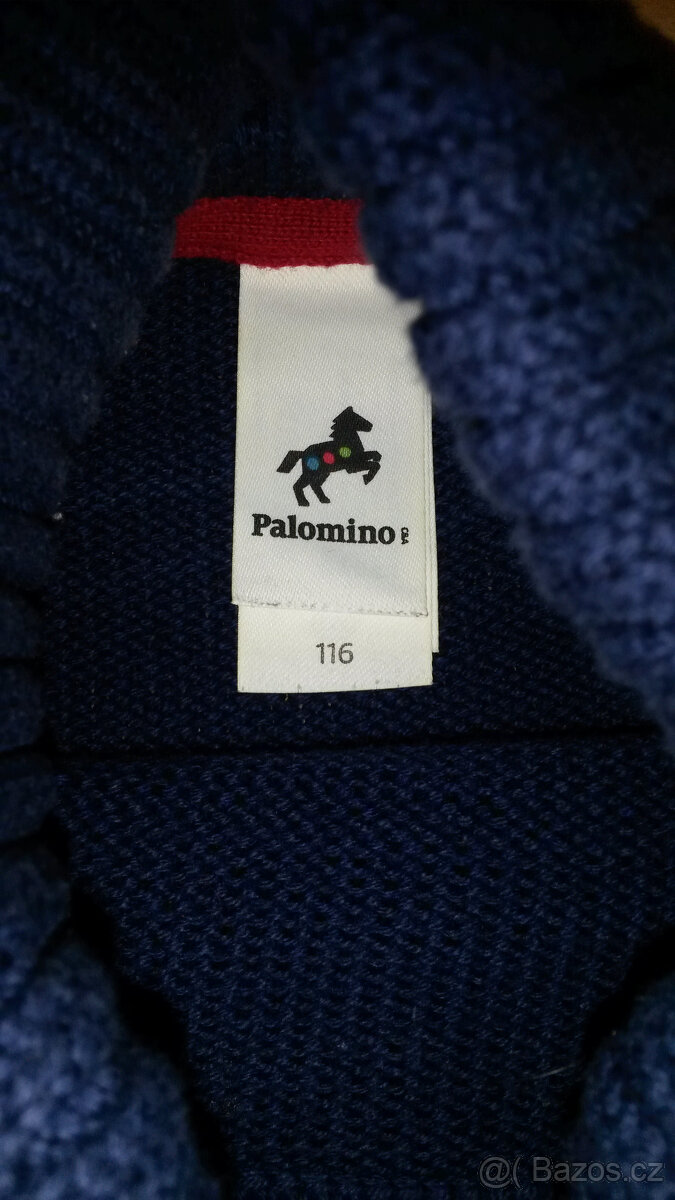 Palomino
C&A
116
@( Bazos.cz